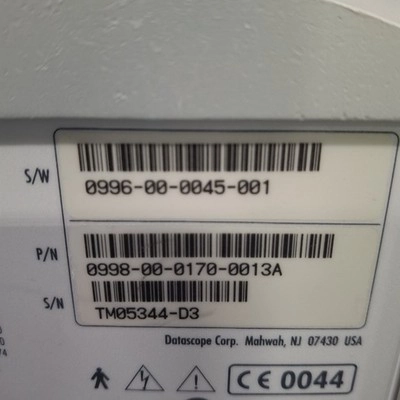 S/W
0996-00-0045-001
P/N
0998-00-0170-0013A
S/N
TM05344-D3
Datascope Corp. Mahwah, NJ 07430 USA
CE 0044